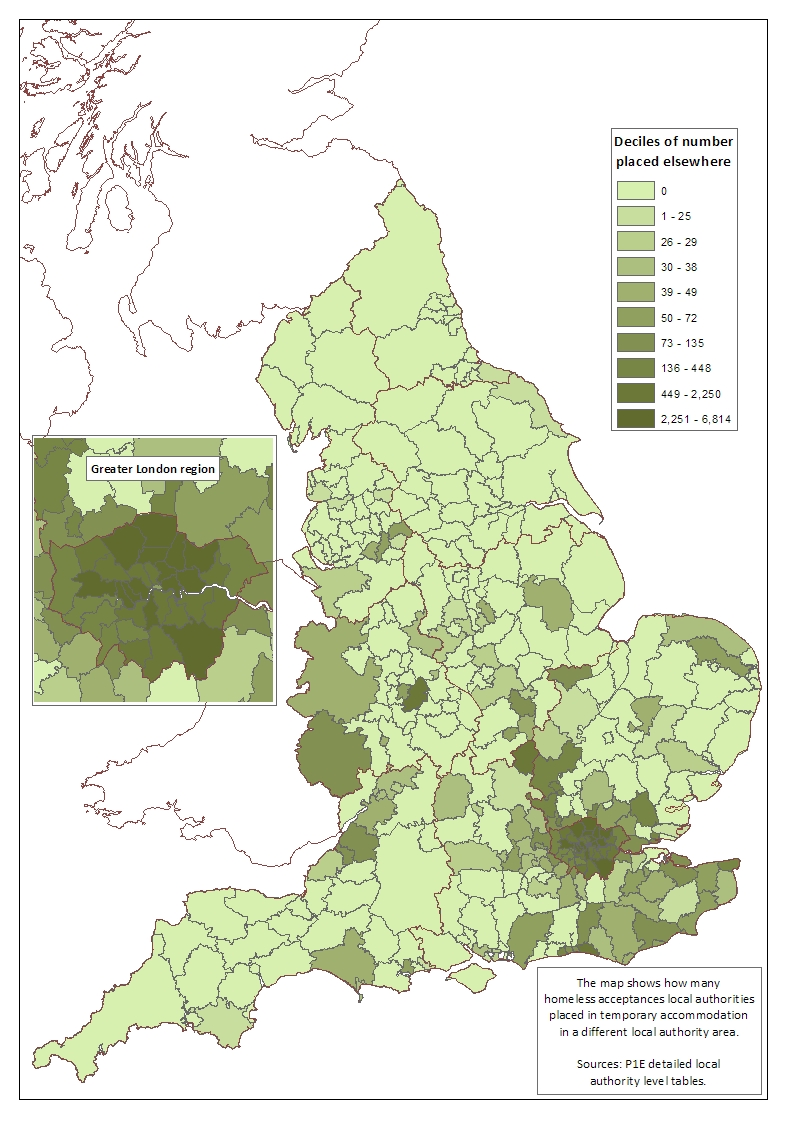 Deciles of number
placed elsewhere
0
1 - 25
26 - 29
30 - 38
39 - 49
50 - 72
73 - 135
136 - 448
449 - 2,250
2,251 - 6,814
Greater London region
The map shows how many
homeless acceptances local authorities
placed in temporary accommodation
in a different local authority area.
Sources: P1E detailed local
authority level tables.